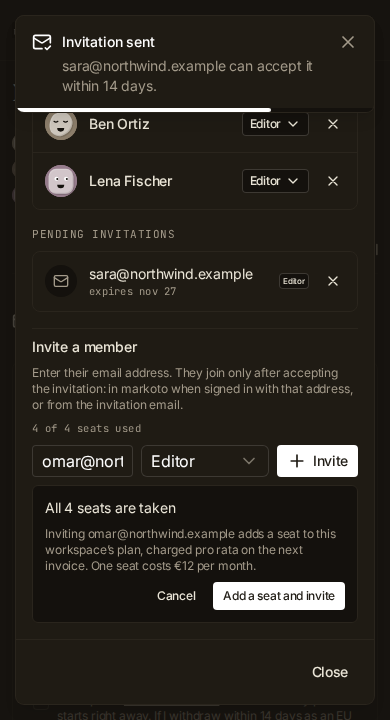 Invitation sent
sara@northwind.example can accept it
within 14 days.
Ben Ortiz
Editor
Lena Fischer
Editor
PENDING INVITATIONS
sara@northwind.example
Editor
expires nov 27
Invite a member
Enter their email address. They join only after accepting
the invitation: in markoto when signed in with that address,
or from the invitation email.
4 of 4 seats used
omar@nort
Editor
Invite
All 4 seats are taken
Inviting omar@northwind.example adds a seat to this
workspace's plan, charged pro rata on the next
invoice. One seat costs €12 per month.
Cancel
Add a seat and invite
Close
starts right away. If I withdraw within 14 days as an EU